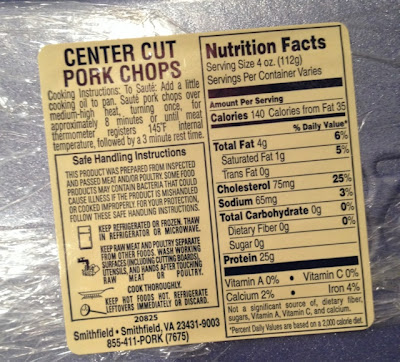 CENTER CUT
PORK CHOPS
Cooking Instructions: To Sauté: Add a little
cooking oil to pan. Sauté pork chops over
medium-high heat, turning once, for
approximately 8 minutes or until meat
thermometer registers 145°F internal
temperature, followed by a 3 minute rest time.
Safe Handling Instructions
THIS PRODUCT WAS PREPARED FROM INSPECTED
AND PASSED MEAT AND/OR POULTRY. SOME FOOD
PRODUCTS MAY CONTAIN BACTERIA THAT COULD
CAUSE ILLNESS IF THE PRODUCT IS MISHANDLED
OR COOKED IMPROPERLY. FOR YOUR PROTECTION,
FOLLOW THESE SAFE HANDLING INSTRUCTIONS.
KEEP REFRIGERATED OR FROZEN. THAW
IN REFRIGERATOR OR MICROWAVE.
KEEP RAW MEAT AND POULTRY SEPARATE
FROM OTHER FOODS. WASH WORKING
SURFACES (INCLUDING CUTTING BOARDS),
UTENSILS, AND HANDS AFTER TOUCHING
RAW MEAT OR POULTRY.
COOK THOROUGHLY.
KEEP HOT FOODS HOT. REFRIGERATE
LEFTOVERS IMMEDIATELY OR DISCARD.
20825
Smithfield • Smithfield, VA 23431-9003
855-411-PORK (7675)
Nutrition Facts
Serving Size 4 oz. (112g)
Servings Per Container Varies
Amount Per Serving
Calories 140 Calories from Fat 35
% Daily Value*
Total Fat 4g 6%
Saturated Fat 1g 5%
Trans Fat 0g
Cholesterol 75mg 25%
Sodium 65mg 3%
Total Carbohydrate 0g 0%
Dietary Fiber 0g 0%
Sugar 0g
Protein 25g
Vitamin A 0% • Vitamin C 0%
Calcium 2% • Iron 4%
Not a significant source of, dietary fiber,
sugars, Vitamin A, Vitamin C, and calcium.
*Percent Daily Values are based on a 2,000 calorie diet.